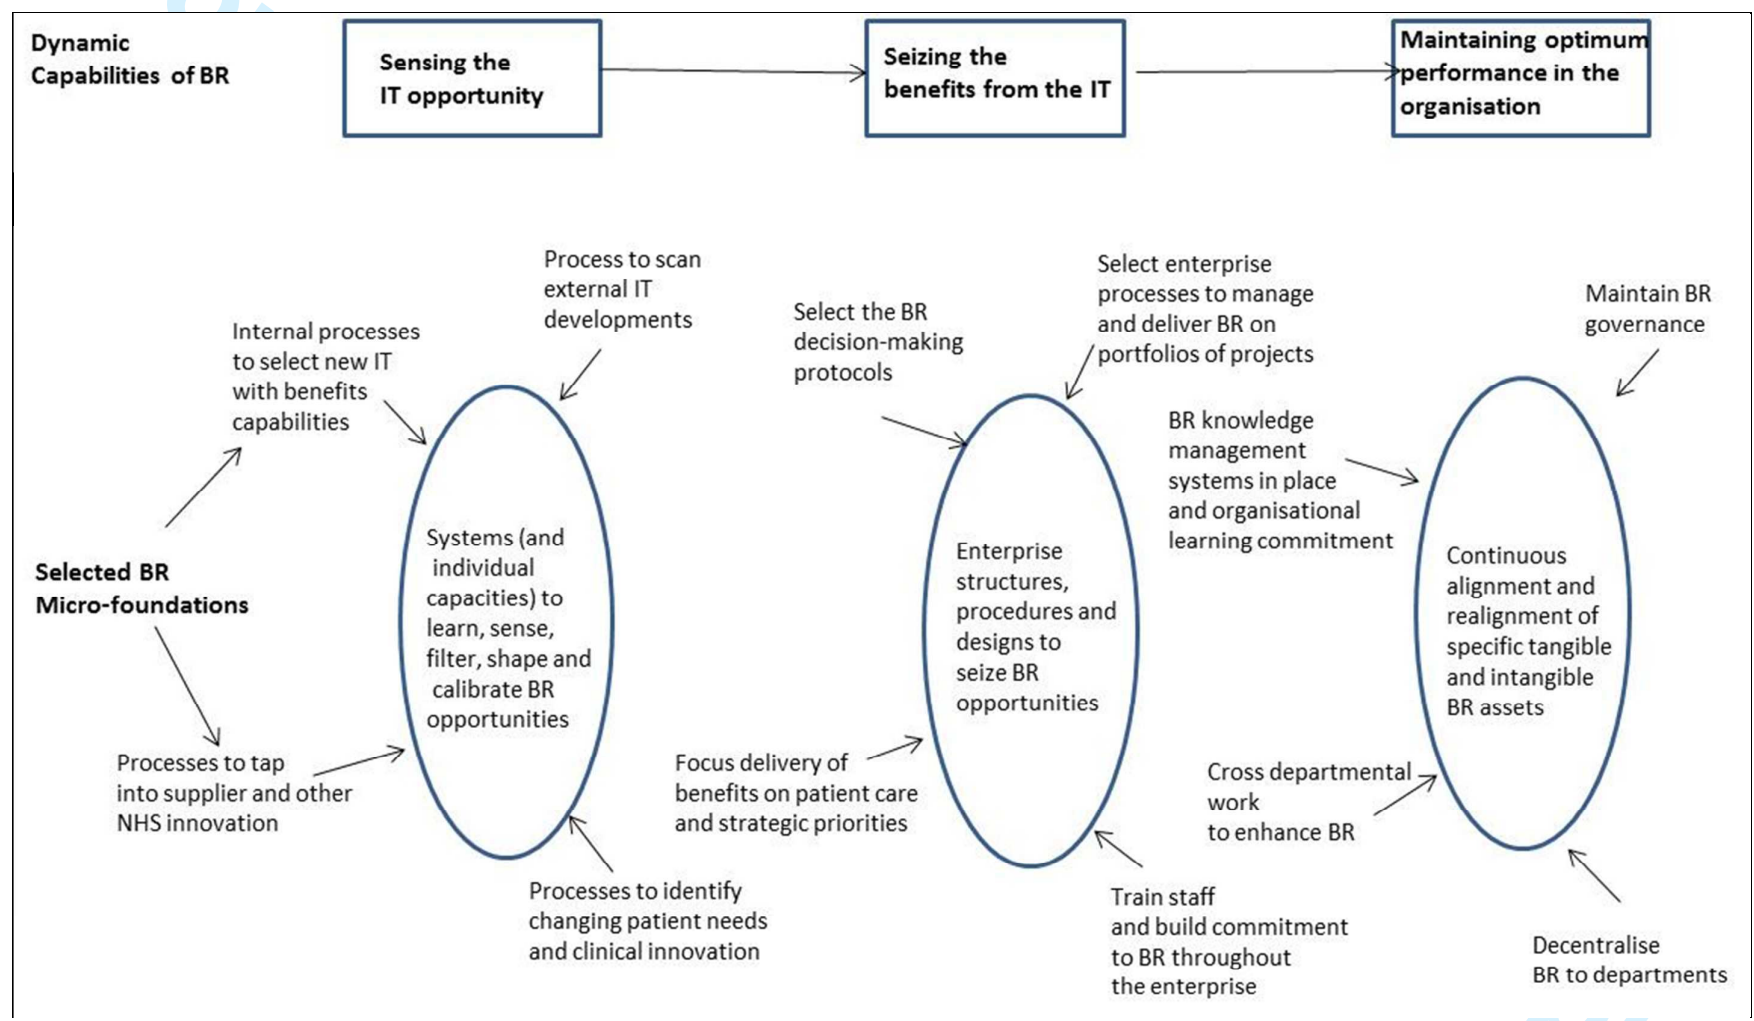 Dynamic
Capabilities of BR
Sensing the
IT opportunity
Seizing the
benefits from the IT
Maintaining optimum
performance in the
organisation
Process to scan
external IT
developments
Internal processes
to select new IT
with benefits
capabilities
Select the BR
decision-making
protocols
Select enterprise
processes to manage
and deliver BR on
portfolios of projects
Maintain BR
governance
BR knowledge
management
systems in place
and organisational
learning commitment
Selected BR
Micro-foundations
Systems (and
individual
capacities) to
learn, sense,
filter, shape and
calibrate BR
opportunities
Enterprise
structures,
procedures and
designs to
seize BR
opportunities
Continuous
alignment and
realignment of
specific tangible
and intangible
BR assets
Processes to tap
into supplier and other
NHS innovation
Focus delivery of
benefits on patient care
and strategic priorities
Cross departmental
work
to enhance BR
Processes to identify
changing patient needs
and clinical innovation
Train staff
and build commitment
to BR throughout
the enterprise
Decentralise
BR to departments